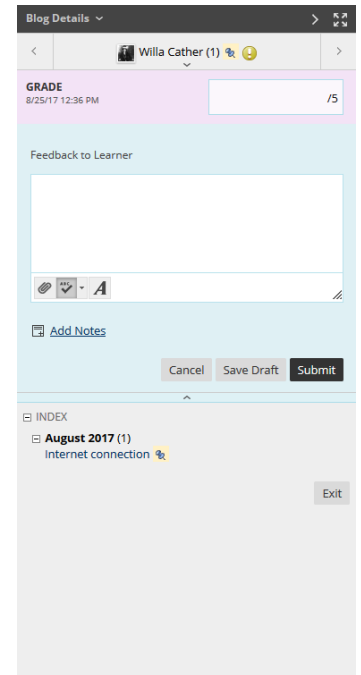 Blog Details
Willa Cather (1)
GRADE
8/25/17 12:36 PM
/5
Feedback to Learner
ABC
A
Add Notes
Cancel Save Draft Submit
INDEX
August 2017 (1)
Internet connection
Exit